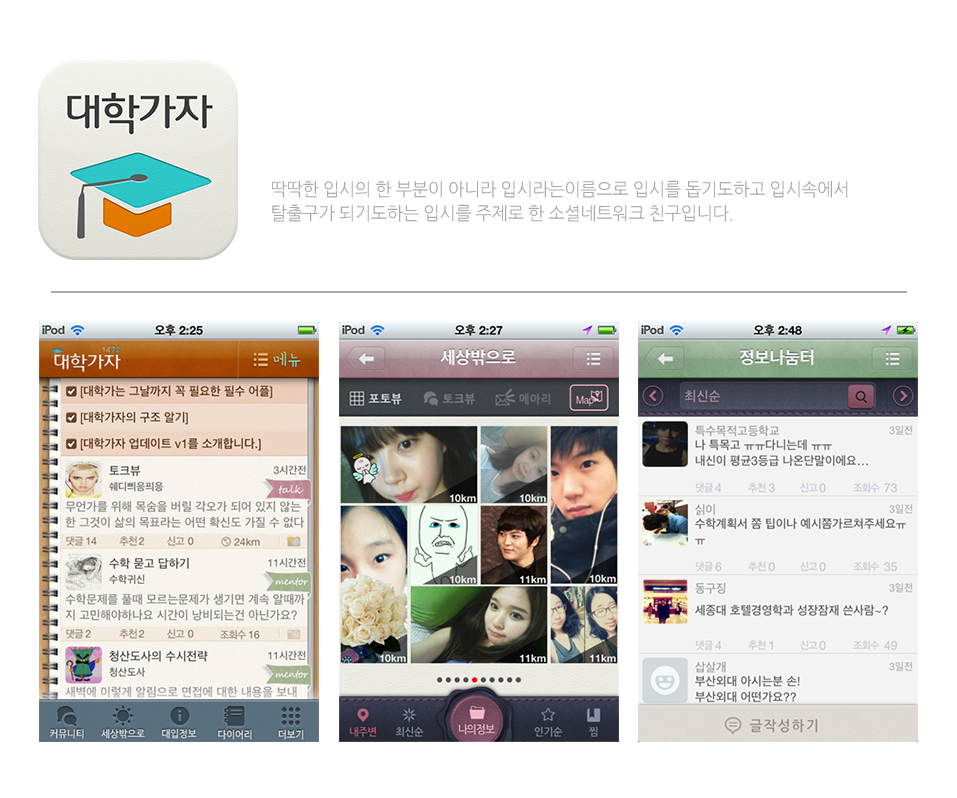 대학가자
딱딱한 입시의 한 부분이 아니라 입시라는이름으로 입시를 돕기도하고 입시속에서
탈출구가 되기도하는 입시를 주제로 한 소셜네트워크 친구입니다.
iPod 오후 2:25
1472
대학가자 메뉴
[대학가는 그날까지 꼭 필요한 필수 어플]
[대학가자의 구조 알기]
[대학가자 업데이트 v1를 소개합니다.]
토크뷰 3시간전
쉐디삐응피응 talk
무언가를 위해 목숨을 버릴 각오가 되어 있지 않는
한 그것이 삶의 목표라는 어떤 확신도 가질 수 없다
댓글 14 추천2 신고 0 24km
수학 묻고 답하기 11시간전
수학귀신 mentor
수학문제를 풀때 모르는문제가 생기면 계속 알때까
지 고민해야하나요 시간이 낭비되는건 아닌가요?
댓글 2 추천2 신고 0 조회수 16
청산도사의 수시전략 11시간전
청산도사 mentor
새벽에 이렇게 알림으로 면접에 대한 내용을 보내
커뮤니티 세상밖으로 대입정보 다이어리 더보기
iPod 오후 2:27
세상밖으로
포토뷰 토크뷰 메아리 Map
10km 10km 10km
10km 11km
10km 11km 11km
내주변 최신순 나의정보 인기순 찜
iPod 오후 2:48
정보나눔터
최신순
특수목적고등학교 3일전
나 특목고 ㅠㅠ다니는데 ㅠㅠ
내신이 평균3등급 나온단말이에요...
댓글 4 추천 3 신고 0 조회수 73
싥이 3일전
수학계획서 쫌 팁이나 예시쫌가르쳐주세요ㅠ
ㅠ
댓글 6 추천 0 신고 0 조회수 35
동구징 3일전
세종대 호텔경영학과 성장잠재 쓴사람~?
댓글 4 추천 1 신고 0 조회수 49
삽살개 3일전
부산외대 아시는분 손!
부산외대 어떤가요??
글작성하기